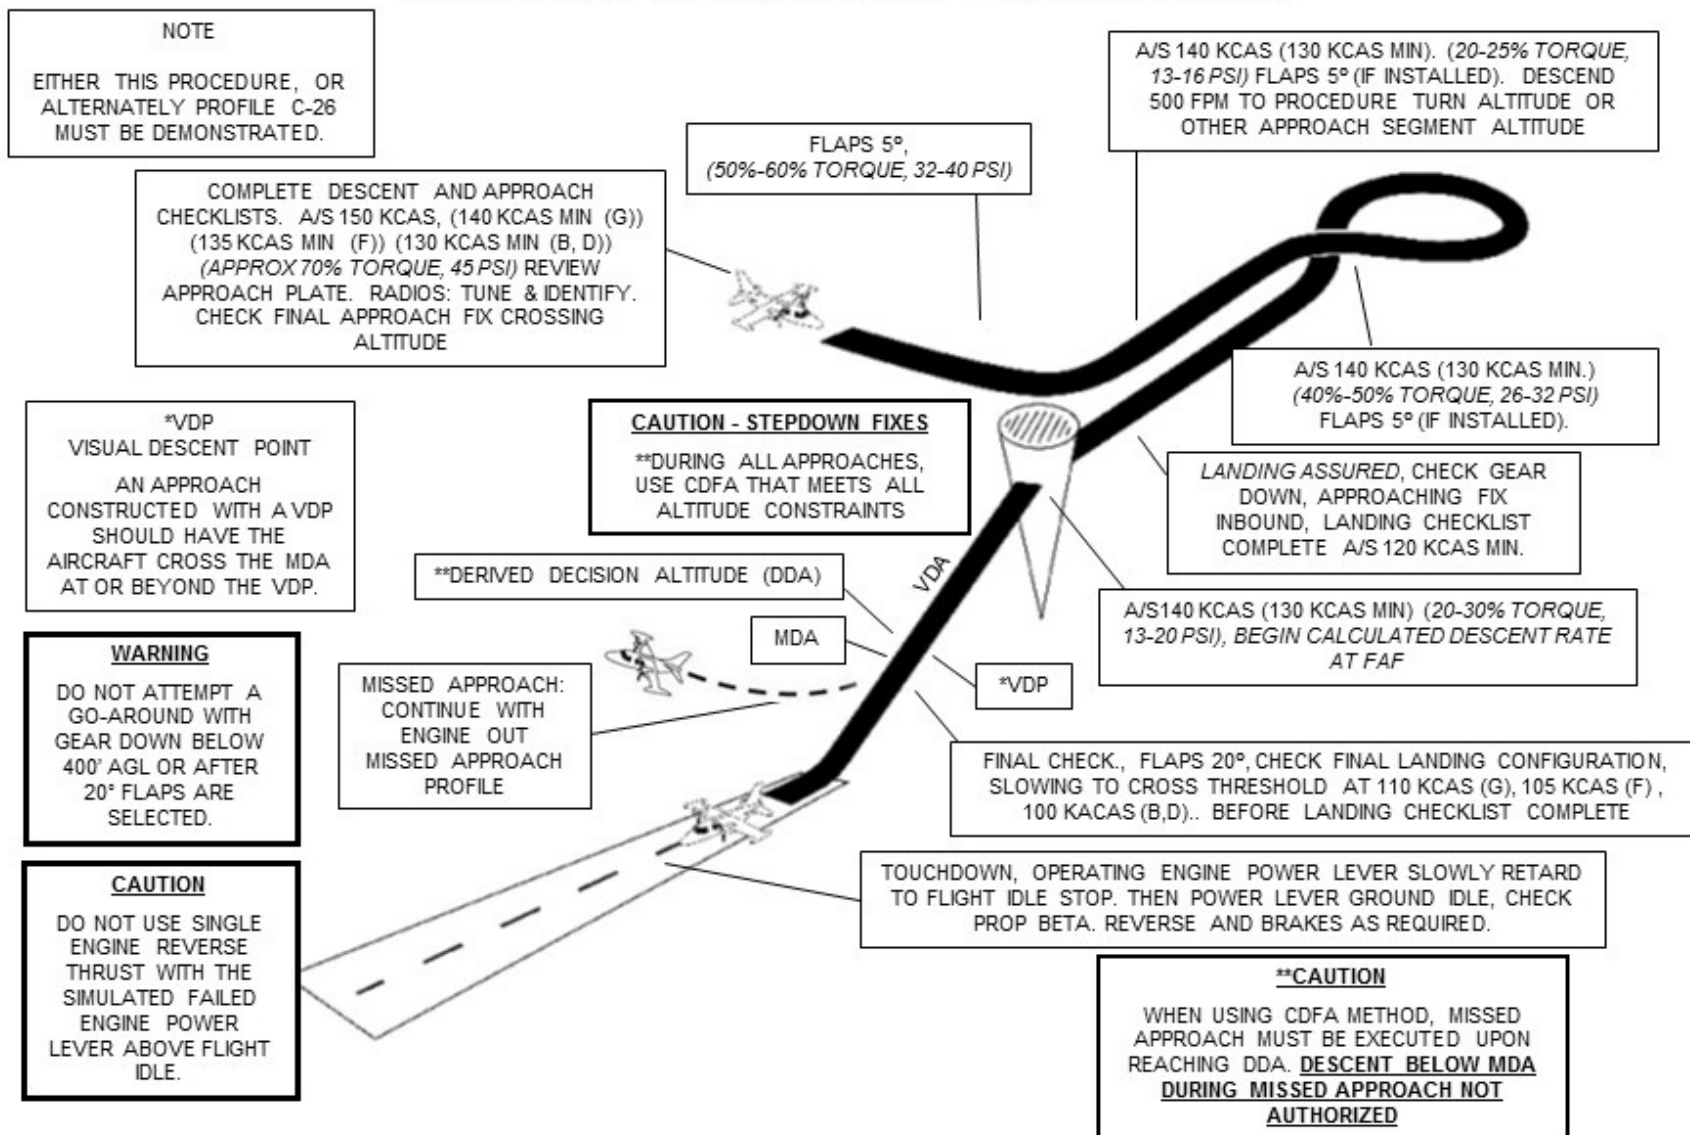 NOTE
EITHER THIS PROCEDURE, OR
ALTERNATELY PROFILE C-26
MUST BE DEMONSTRATED.
A/S 140 KCAS (130 KCAS MIN). (20-25% TORQUE,
13-16 PSI) FLAPS 5º (IF INSTALLED). DESCEND
500 FPM TO PROCEDURE TURN ALTITUDE OR
OTHER APPROACH SEGMENT ALTITUDE
FLAPS 5º,
(50%-60% TORQUE, 32-40 PSI)
COMPLETE DESCENT AND APPROACH
CHECKLISTS. A/S 150 KCAS, (140 KCAS MIN (G))
(135 KCAS MIN (F)) (130 KCAS MIN (B, D))
(APPROX 70% TORQUE, 45 PSI) REVIEW
APPROACH PLATE. RADIOS: TUNE & IDENTIFY.
CHECK FINAL APPROACH FIX CROSSING
ALTITUDE
A/S 140 KCAS (130 KCAS MIN.)
(40%-50% TORQUE, 26-32 PSI)
FLAPS 5º (IF INSTALLED).
*VDP
VISUAL DESCENT POINT
AN APPROACH
CONSTRUCTED WITH A VDP
SHOULD HAVE THE
AIRCRAFT CROSS THE MDA
AT OR BEYOND THE VDP.
CAUTION - STEPDOWN FIXES
**DURING ALL APPROACHES,
USE CDFA THAT MEETS ALL
ALTITUDE CONSTRAINTS
LANDING ASSURED, CHECK GEAR
DOWN, APPROACHING FIX
INBOUND, LANDING CHECKLIST
COMPLETE A/S 120 KCAS MIN.
**DERIVED DECISION ALTITUDE (DDA)
VDA
A/S140 KCAS (130 KCAS MIN) (20-30% TORQUE,
13-20 PSI), BEGIN CALCULATED DESCENT RATE
AT FAF
MDA
*VDP
WARNING
DO NOT ATTEMPT A
GO-AROUND WITH
GEAR DOWN BELOW
400' AGL OR AFTER
20° FLAPS ARE
SELECTED.
MISSED APPROACH:
CONTINUE WITH
ENGINE OUT
MISSED APPROACH
PROFILE
FINAL CHECK., FLAPS 20º, CHECK FINAL LANDING CONFIGURATION,
SLOWING TO CROSS THRESHOLD AT 110 KCAS (G), 105 KCAS (F) ,
100 KACAS (B,D).. BEFORE LANDING CHECKLIST COMPLETE
CAUTION
DO NOT USE SINGLE
ENGINE REVERSE
THRUST WITH THE
SIMULATED FAILED
ENGINE POWER
LEVER ABOVE FLIGHT
IDLE.
TOUCHDOWN, OPERATING ENGINE POWER LEVER SLOWLY RETARD
TO FLIGHT IDLE STOP. THEN POWER LEVER GROUND IDLE, CHECK
PROP BETA. REVERSE AND BRAKES AS REQUIRED.
**CAUTION
WHEN USING CDFA METHOD, MISSED
APPROACH MUST BE EXECUTED UPON
REACHING DDA. DESCENT BELOW MDA
DURING MISSED APPROACH NOT
AUTHORIZED